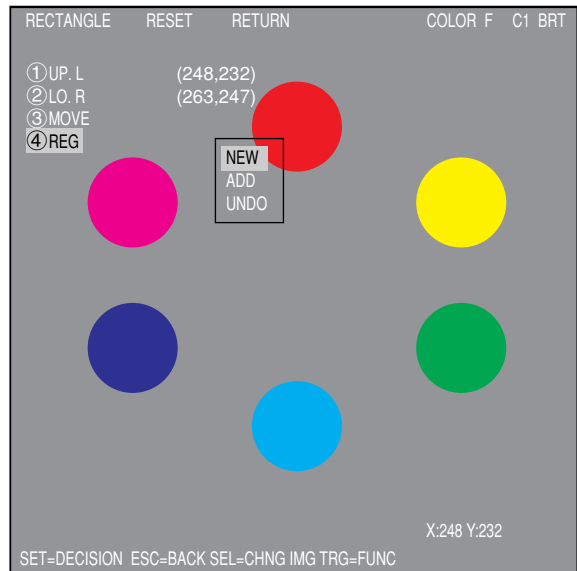 RECTANGLE RESET RETURN COLOR F C1 BRT
①UP. L (248,232)
②LO. R (263,247)
③MOVE
④REG
NEW
ADD
UNDO
X:248 Y:232
SET=DECISION ESC=BACK SEL=CHNG IMG TRG=FUNC